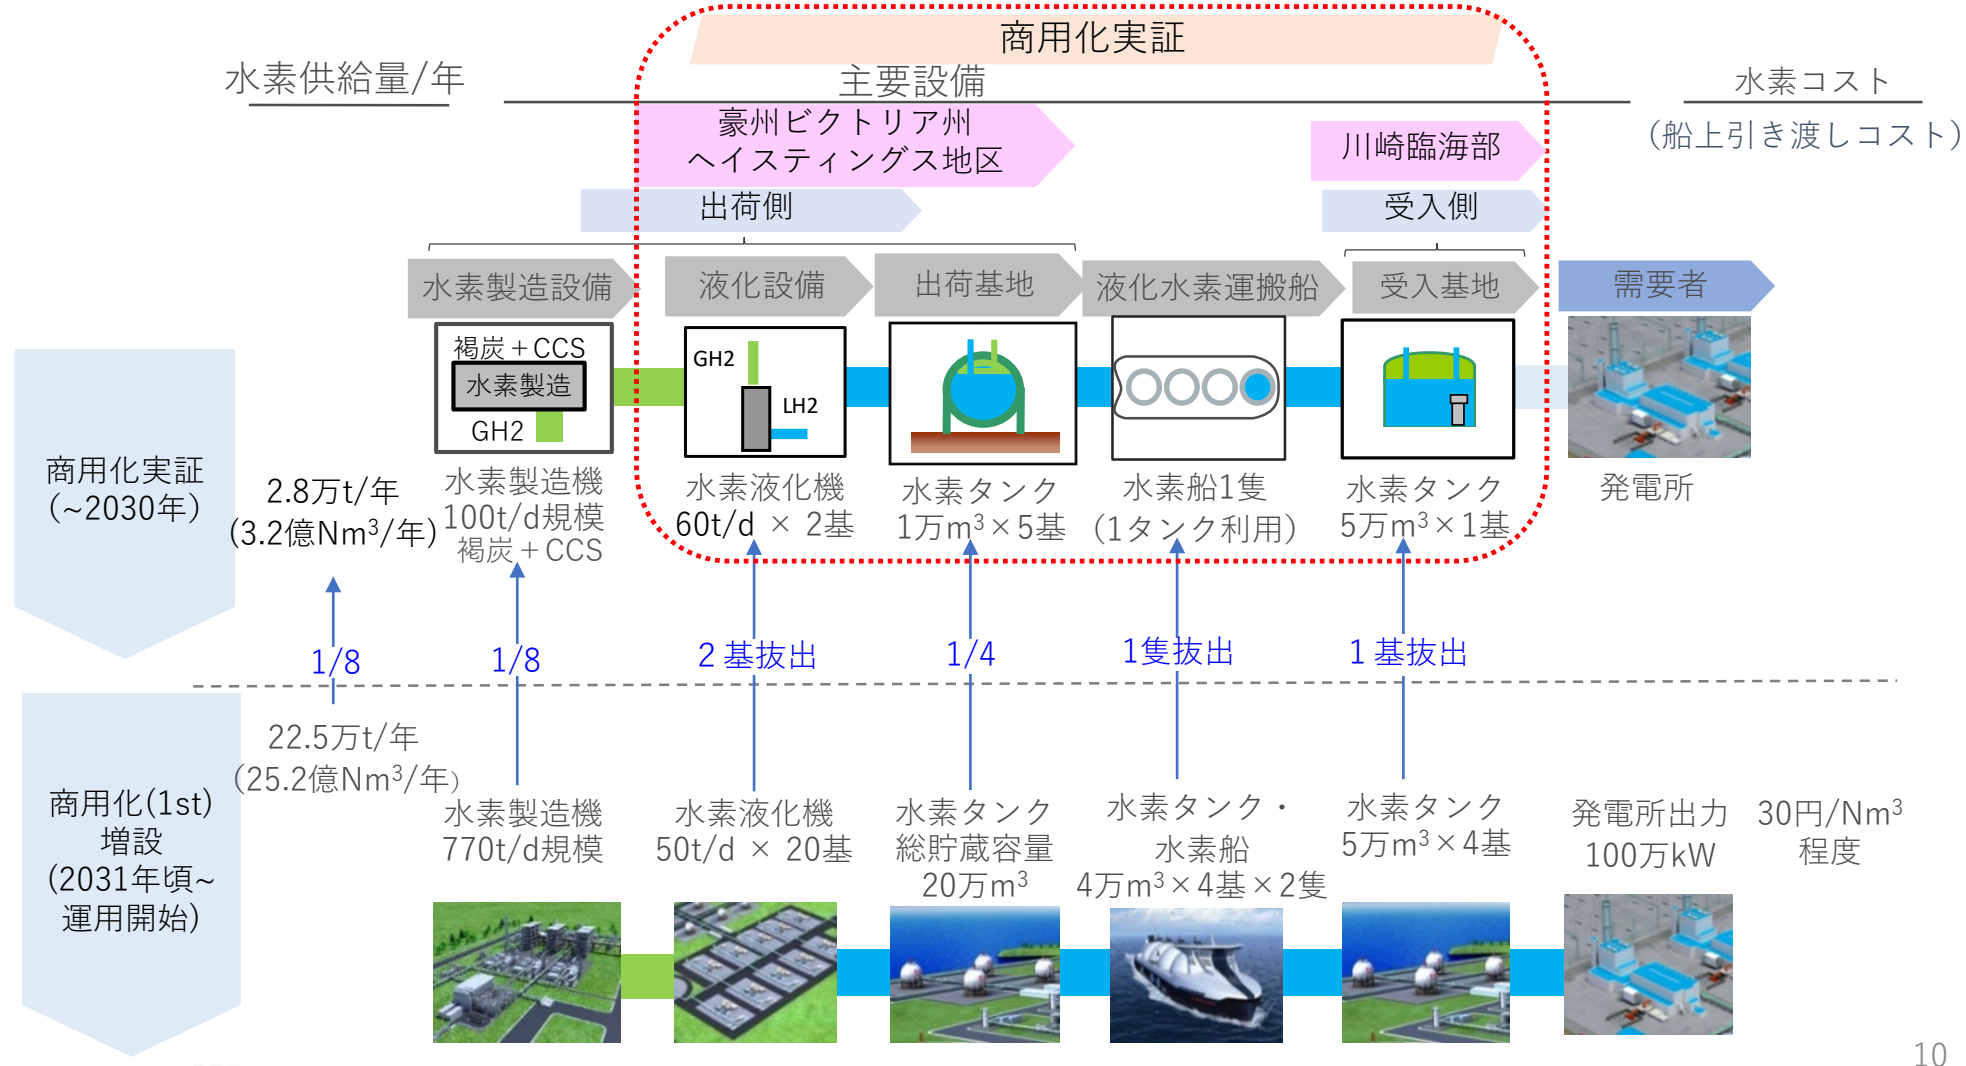 商用化実証
水素供給量/年
主要設備
水素コスト
(船上引き渡しコスト)
豪州ビクトリア州
ヘイスティングス地区
川崎臨海部
出荷側
受入側
水素製造設備
液化設備
出荷基地
液化水素運搬船
受入基地
需要者
褐炭＋CCS
水素製造
GH2
GH2
LH2
商用化実証
(~2030年)
2.8万t/年
(3.2億Nm³/年)
水素製造機
100t/d規模
褐炭＋CCS
水素液化機
60t/d × 2基
水素タンク
1万m³×5基
水素船1隻
(1タンク利用)
水素タンク
5万m³×1基
発電所
1/8
1/8
2基抜出
1/4
1隻抜出
1基抜出
商用化(1st)
増設
(2031年頃~
運用開始)
22.5万t/年
(25.2億Nm³/年)
水素製造機
770t/d規模
水素液化機
50t/d × 20基
水素タンク
総貯蔵容量
20万m³
水素タンク・
水素船
4万m³×4基×2隻
水素タンク
5万m³×4基
発電所出力
100万kW
30円/Nm³
程度
10